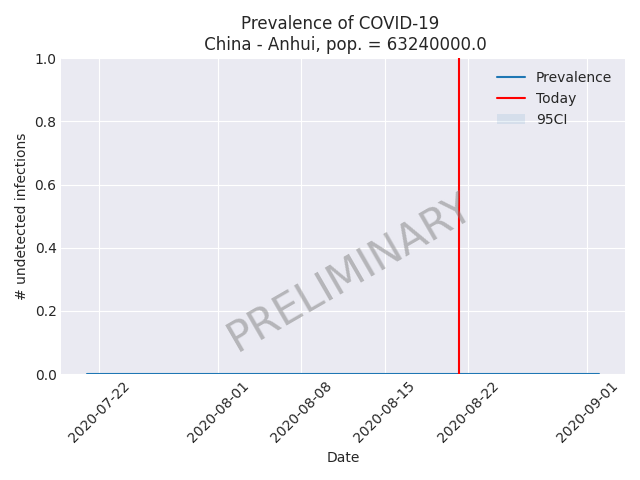 Prevalence of COVID-19
China - Anhui, pop. = 63240000.0
1.0
0.8
0.6
0.4
0.2
0.0
# undetected infections
Prevalence
Today
95CI
PRELIMINARY
2020-07-22
2020-08-01
2020-08-08
2020-08-15
2020-08-22
2020-09-01
Date